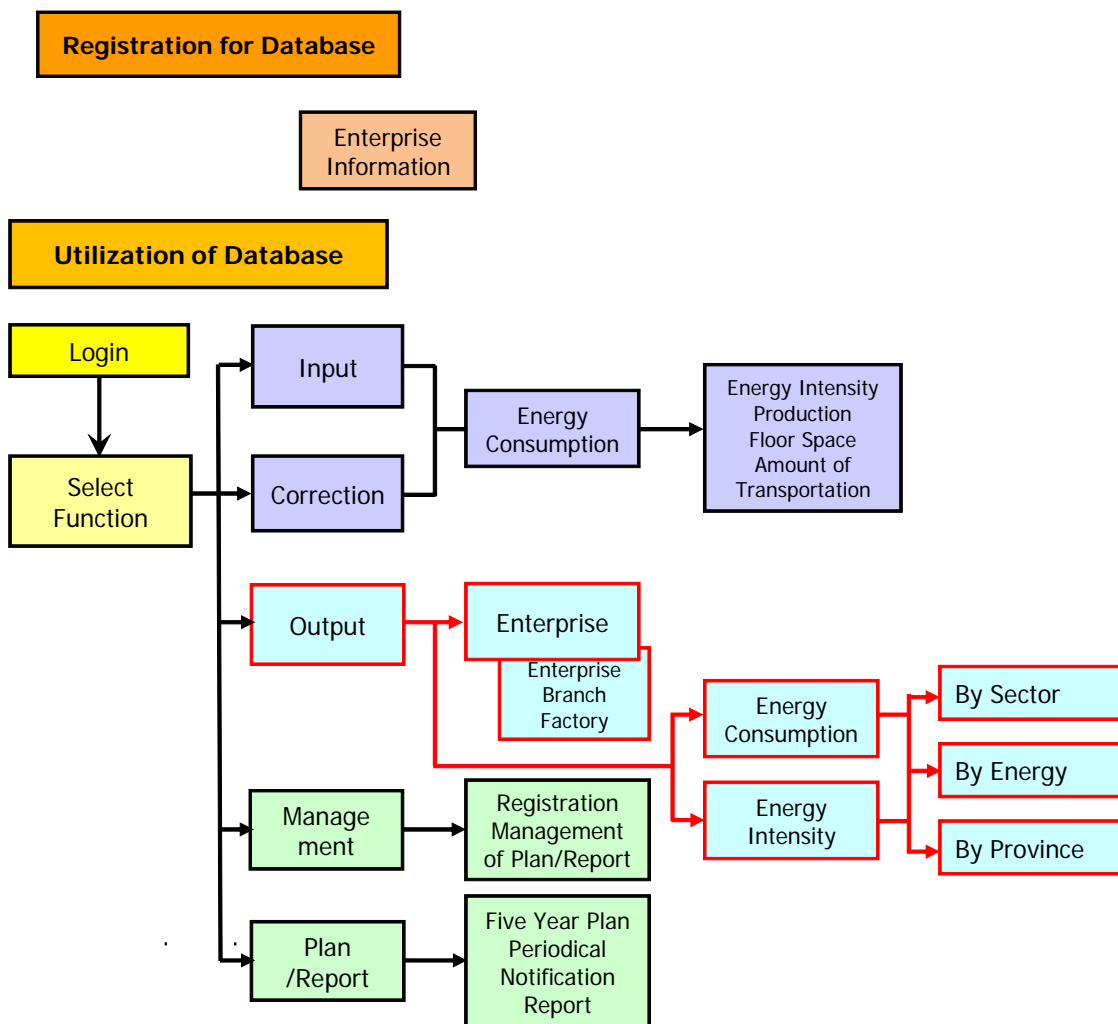 Registration for Database
Enterprise
Information
Utilization of Database
Login
Select
Function
Input
Correction
Energy
Consumption
Energy Intensity
Production
Floor Space
Amount of
Transportation
Output
Enterprise
Enterprise
Branch
Factory
Energy
Consumption
Energy
Intensity
By Sector
By Energy
By Province
Manage
ment
Registration
Management
of Plan/Report
Plan
/Report
Five Year Plan
Periodical
Notification
Report